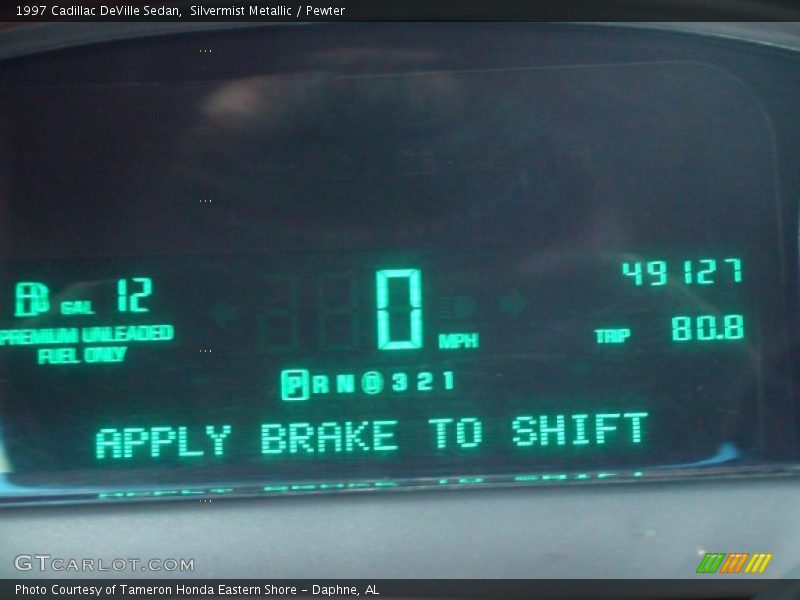 1997 Cadillac DeVille Sedan, Silvermist Metallic / Pewter
49127
GAL 12
0 MPH
TRIP 80.8
PREMIUM UNLEADED
FUEL ONLY
P R N D 3 2 1
APPLY BRAKE TO SHIFT
GTCARLOT.COM
Photo Courtesy of Tameron Honda Eastern Shore - Daphne, AL